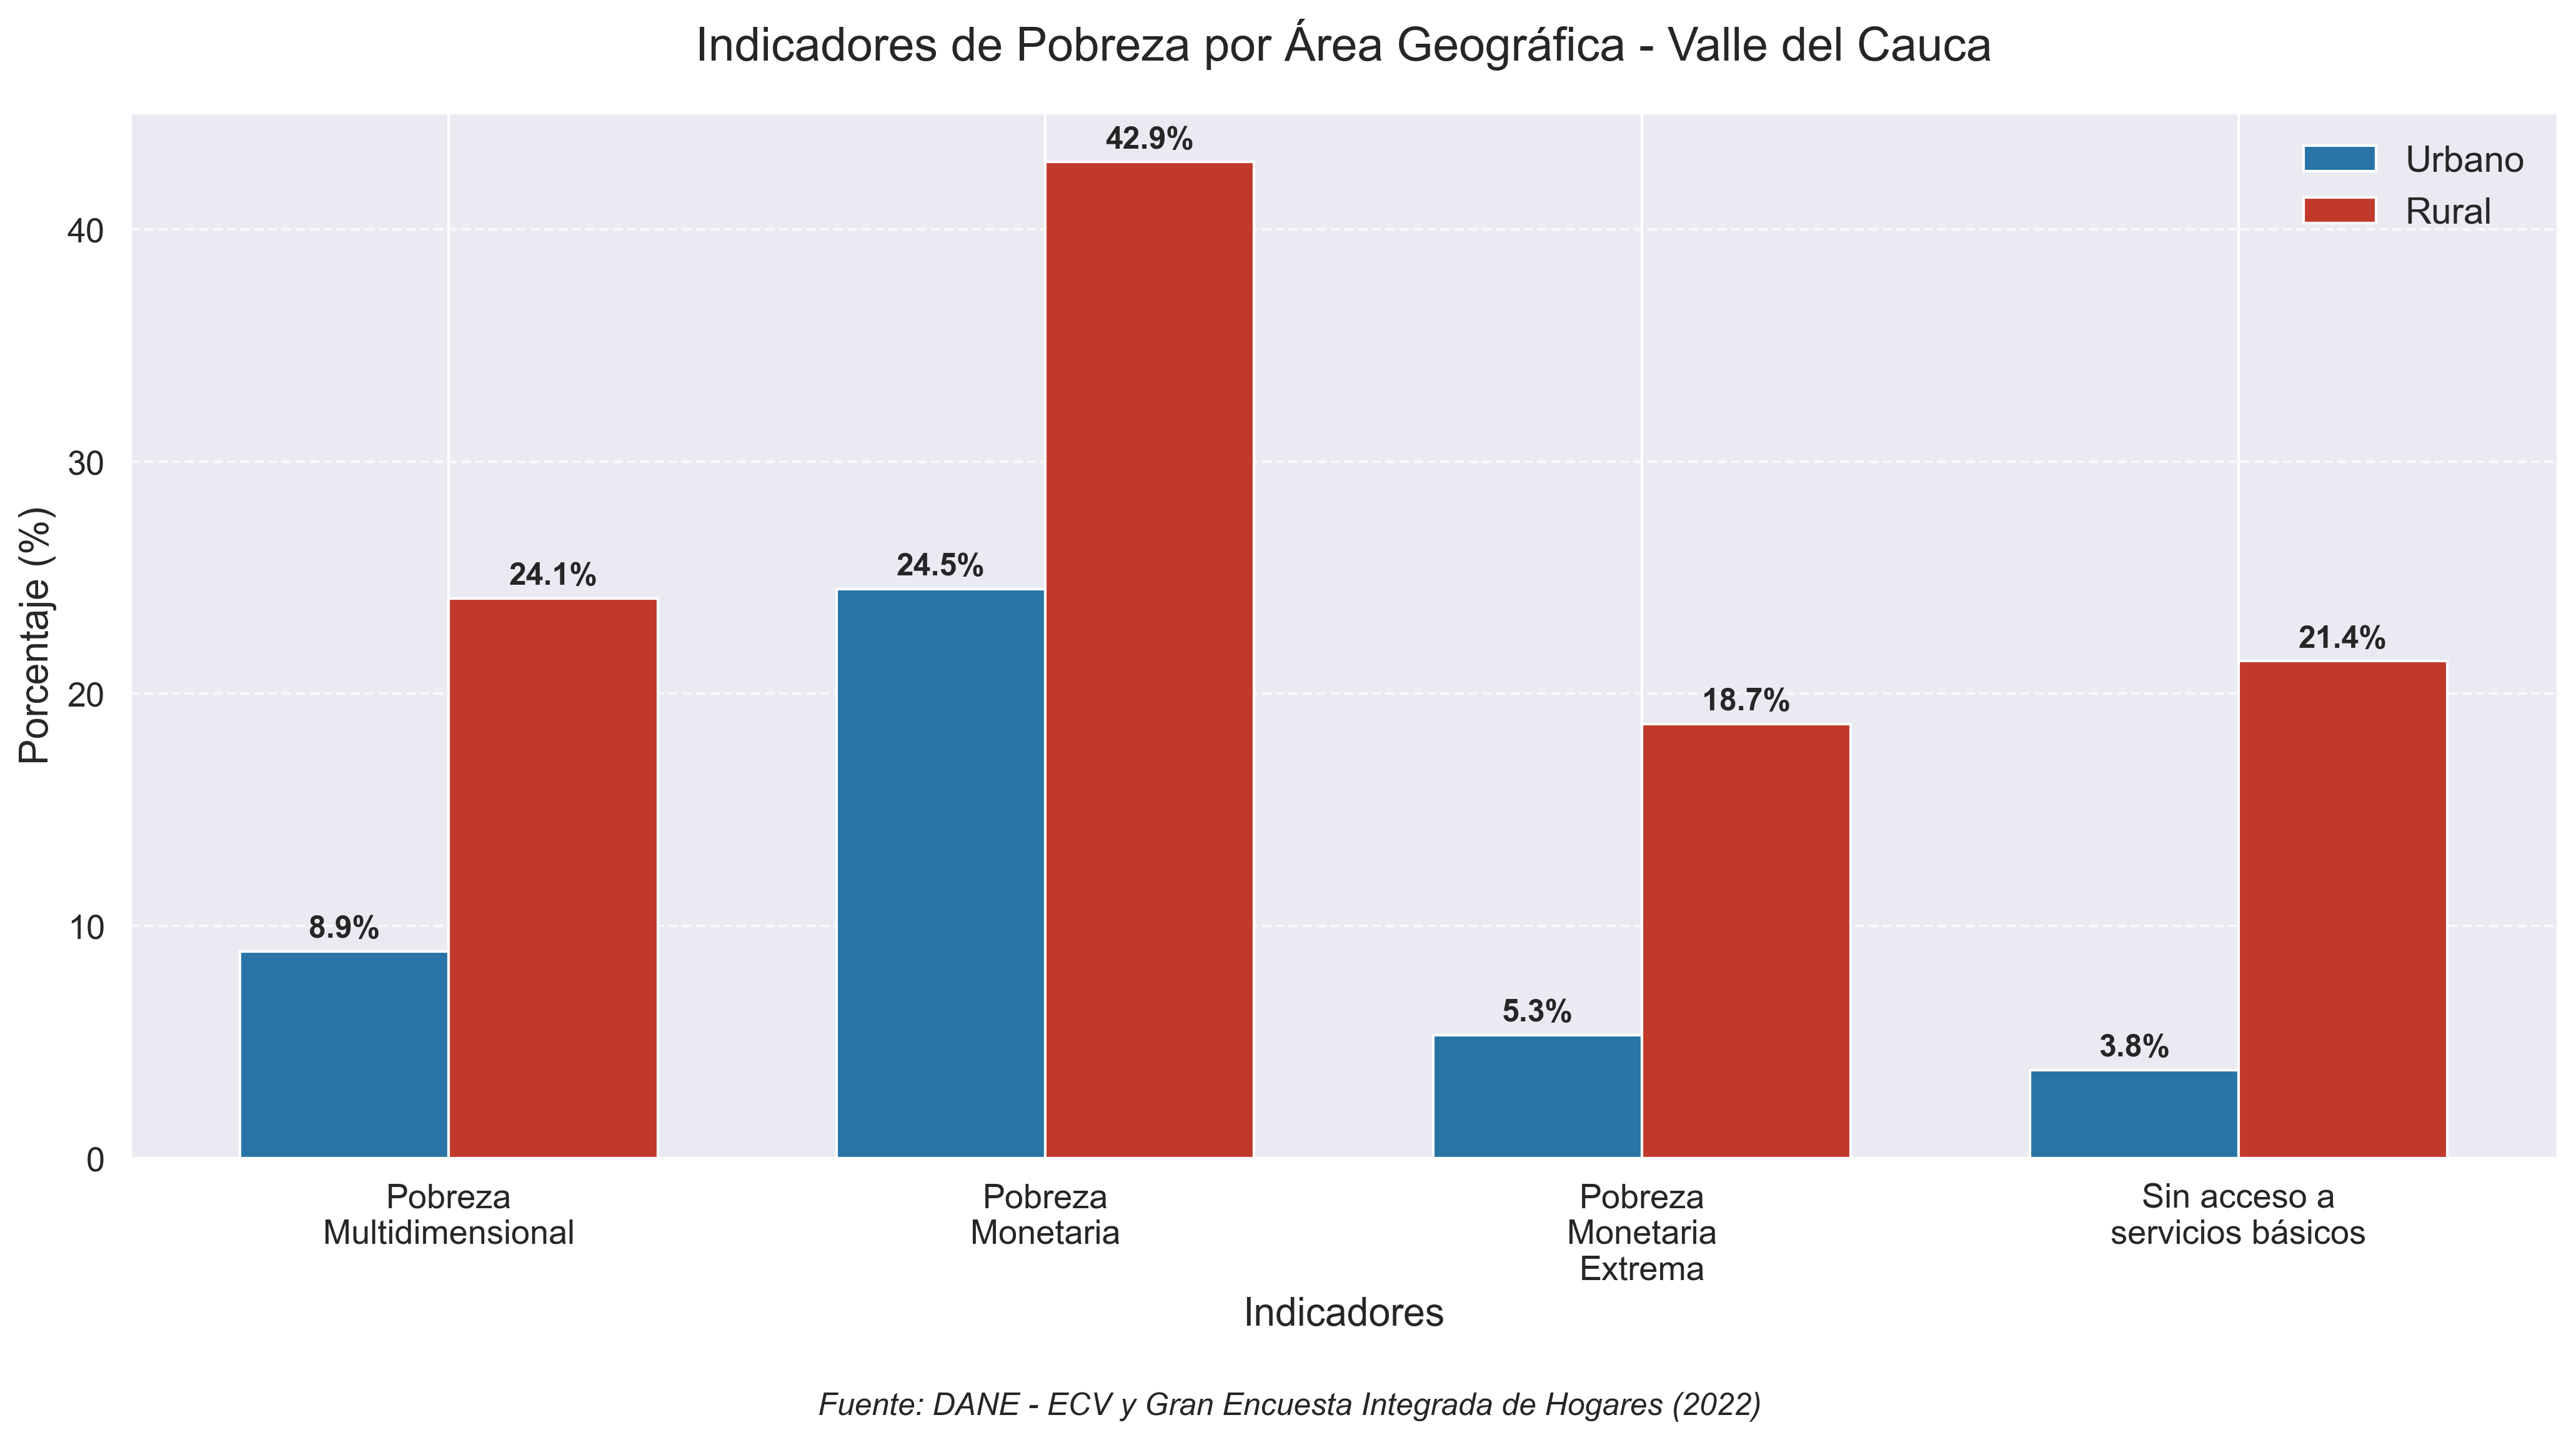 Indicadores de Pobreza por Área Geográfica - Valle del Cauca
Urbano
Rural
Porcentaje (%)
40
30
20
10
0
8.9%
24.1%
24.5%
42.9%
5.3%
18.7%
3.8%
21.4%
Pobreza
Multidimensional
Pobreza
Monetaria
Pobreza
Monetaria
Extrema
Sin acceso a
servicios básicos
Indicadores
Fuente: DANE - ECV y Gran Encuesta Integrada de Hogares (2022)